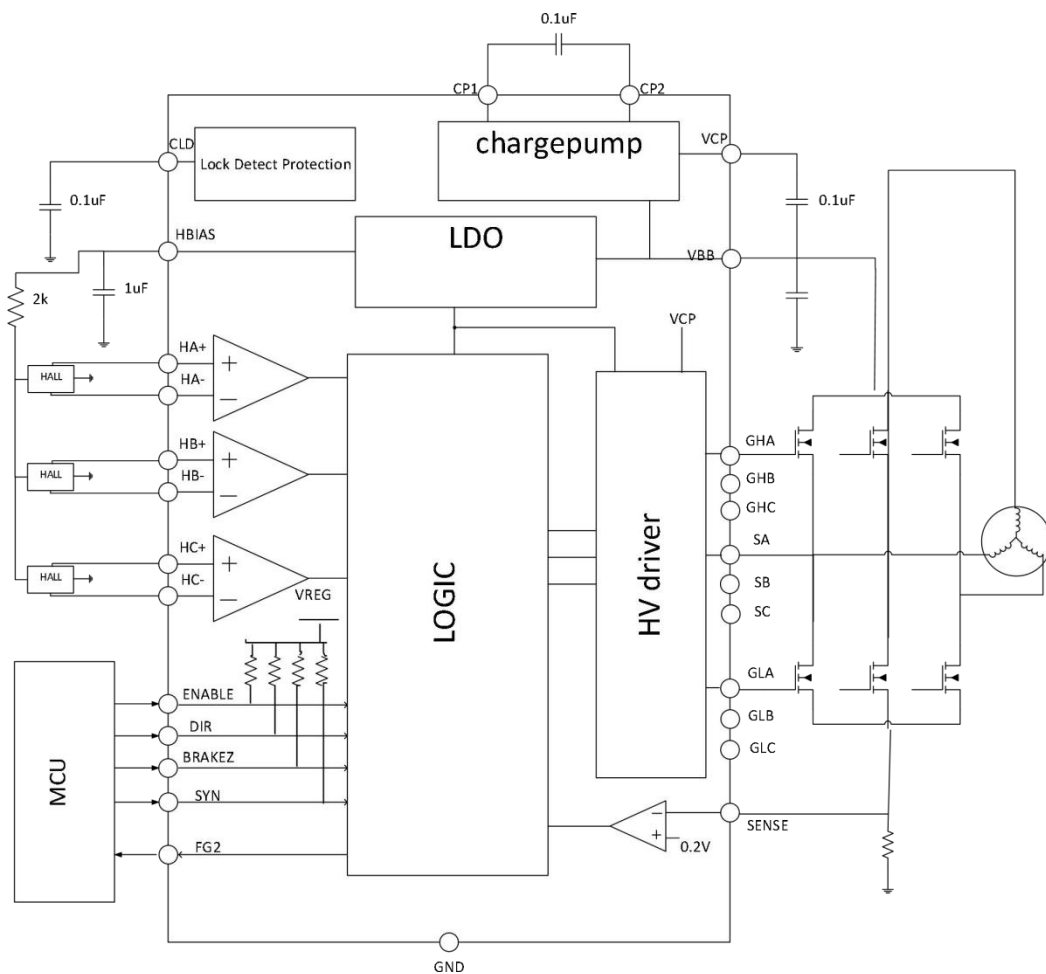 0.1uF
CP1
CP2
chargepump
CLD
Lock Detect Protection
VCP
0.1uF
0.1uF
HBIAS
LDO
VBB
2k
1uF
VCP
HA+
HALL
HA-
GHA
HB+
HALL
HB-
GHB
GHC
HC+
HALL
HC-
VREG
LOGIC
HV driver
SA
SB
SC
MCU
ENABLE
DIR
BRAKEZ
SYN
FG2
GLA
GLB
GLC
SENSE
0.2V
GND